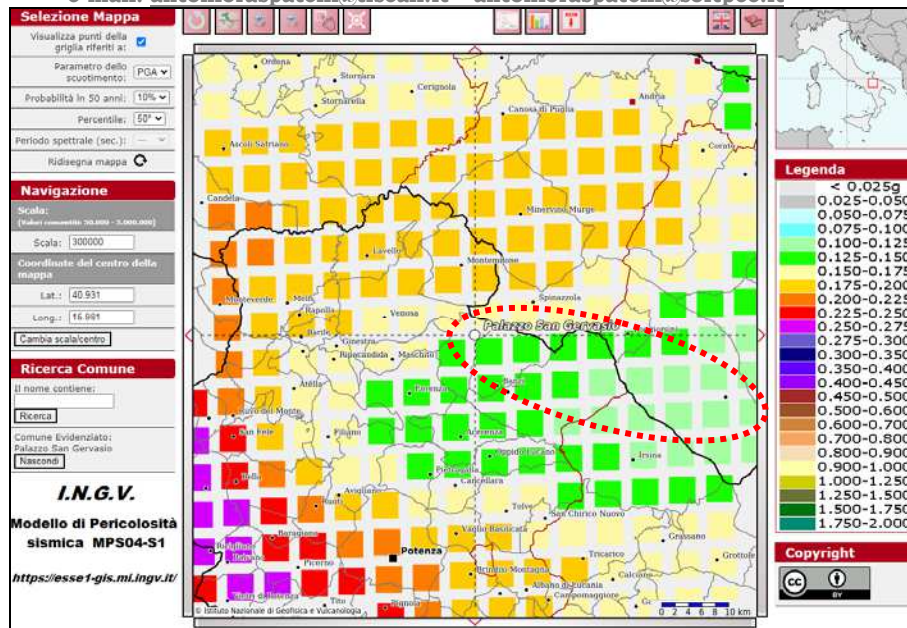 Selezione Mappa
Visualizza punti della
griglia riferiti a:
Parametro dello
scuotimento: PGA
Probabilità in 50 anni: 10%
Percentile: 50°
Periodo spettrale (sec.): --
Ridisegna mappa
Navigazione
Scala:
Scala: 300000
Coordinate del centro della
mappa
Lat.: 40.931
Long.:
Cambia scala/centro
Ricerca Comune
Il nome contiene:
Ricerca
Comune Evidenziato:
Palazzo San Gervasio
Nascondi
I.N.G.V.
Modello di Pericolosità
sismica MPS04-S1
https://esse1-gis.mi.ingv.it/
Ordona
Stornara
Stornarella
Cerignola
Andria
Canosa di Puglia
Ascoli Satriano
Corato
Candela
Minervino Murge
Lavello
Montemilone
Monteverde
Melfi
Rapolla
Venosa
Spinazzola
Palazzo San Gervasio
Barile
Ginestra
Ripacandida
Maschito
Banzi
Atella
Forenza
Ruvo del Monte
San Fele
Filiano
Acerenza
Oppido Lucano
Irsina
Pietragalla
Cancellara
Bella
Avigliano
Ruoti
Tolve
San Chirico Nuovo
Vaglio Basilicata
Grassano
Baragiano
Balvano
Picerno
Potenza
Tricarico
Grottole
Brindisi Montagna
Calciano
Albano di Lucania
Campomaggiore
Tito
Pignola
© Istituto Nazionale di Geofisica e Vulcanologia
0 2 4 6 8 10 km
Legenda
< 0.025g
0.025-0.050
0.050-0.075
0.075-0.100
0.100-0.125
0.125-0.150
0.150-0.175
0.175-0.200
0.200-0.225
0.225-0.250
0.250-0.275
0.275-0.300
0.300-0.350
0.350-0.400
0.400-0.450
0.450-0.500
0.500-0.600
0.600-0.700
0.700-0.800
0.800-0.900
0.900-1.000
1.000-1.250
1.250-1.500
1.500-1.750
1.750-2.000
Copyright
cc
BY